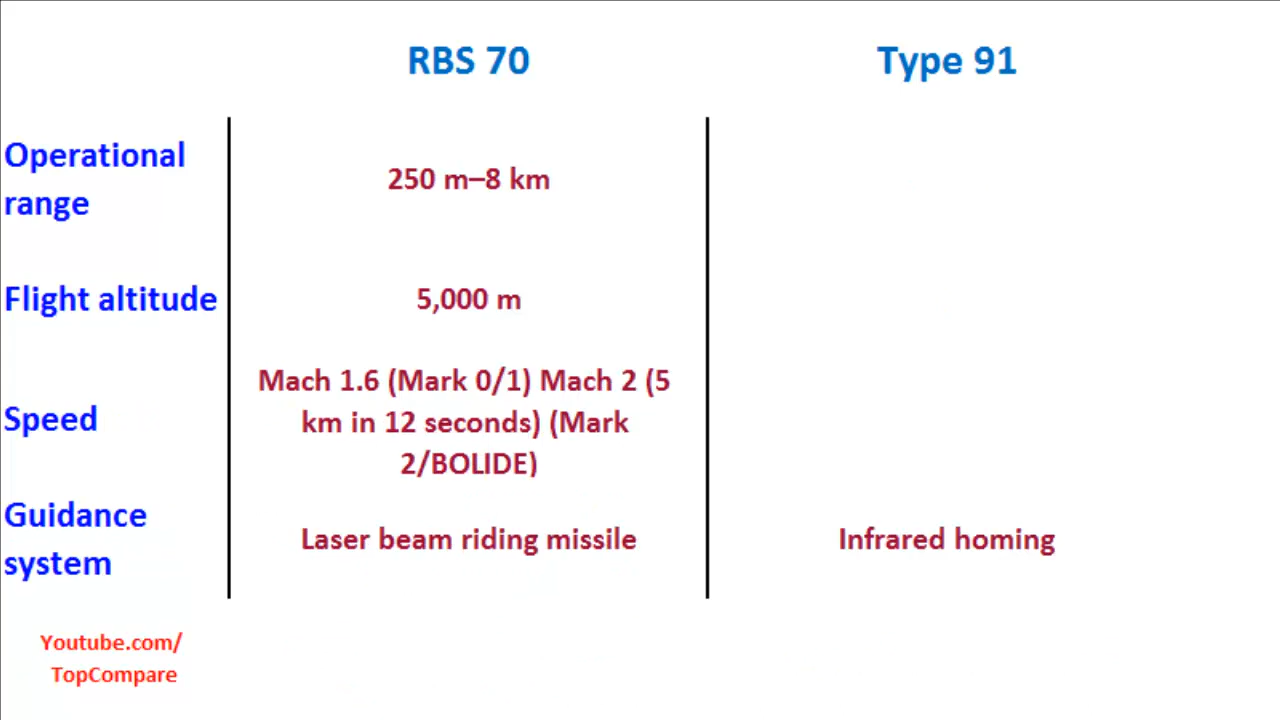 RBS 70
Type 91
Operational
range
250 m–8 km
Flight altitude
5,000 m
Speed
Mach 1.6 (Mark 0/1) Mach 2 (5
km in 12 seconds) (Mark
2/BOLIDE)
Guidance
system
Laser beam riding missile
Infrared homing
Youtube.com/
TopCompare